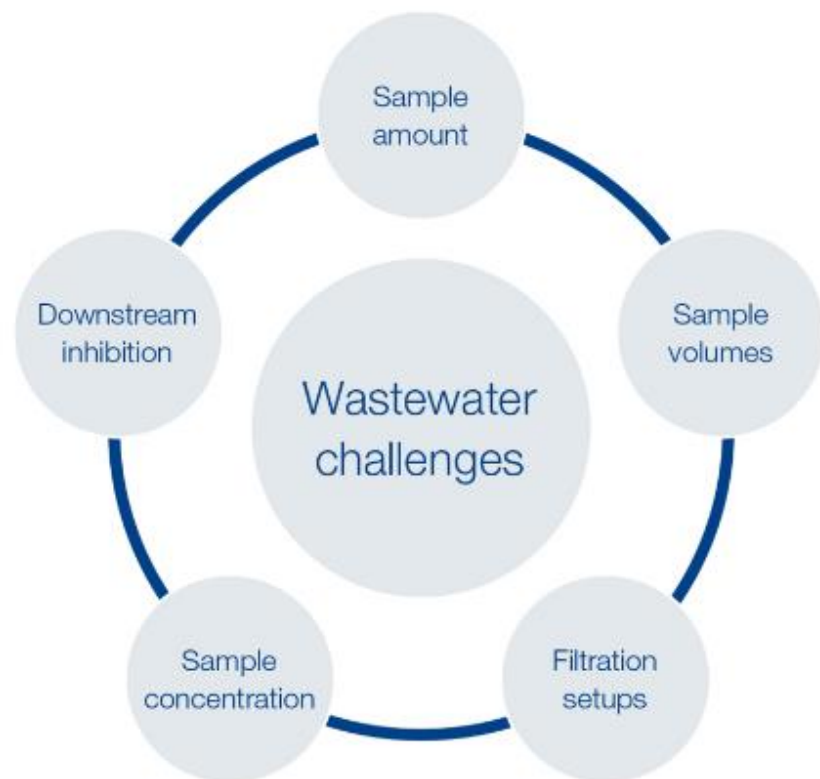 Sample
amount
Sample
volumes
Filtration
setups
Sample
concentration
Downstream
inhibition
Wastewater
challenges